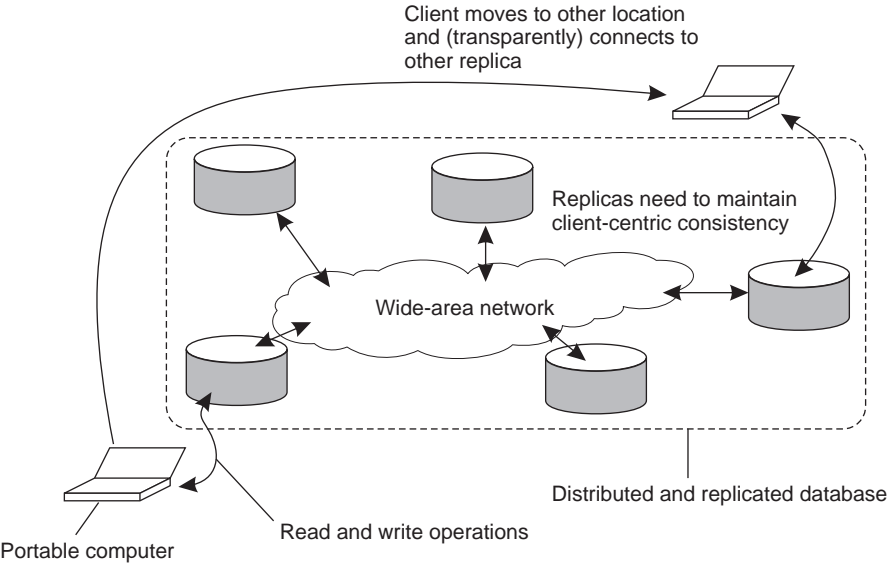 Client moves to other location
and (transparently) connects to
other replica
Replicas need to maintain
client-centric consistency
Wide-area network
Distributed and replicated database
Read and write operations
Portable computer